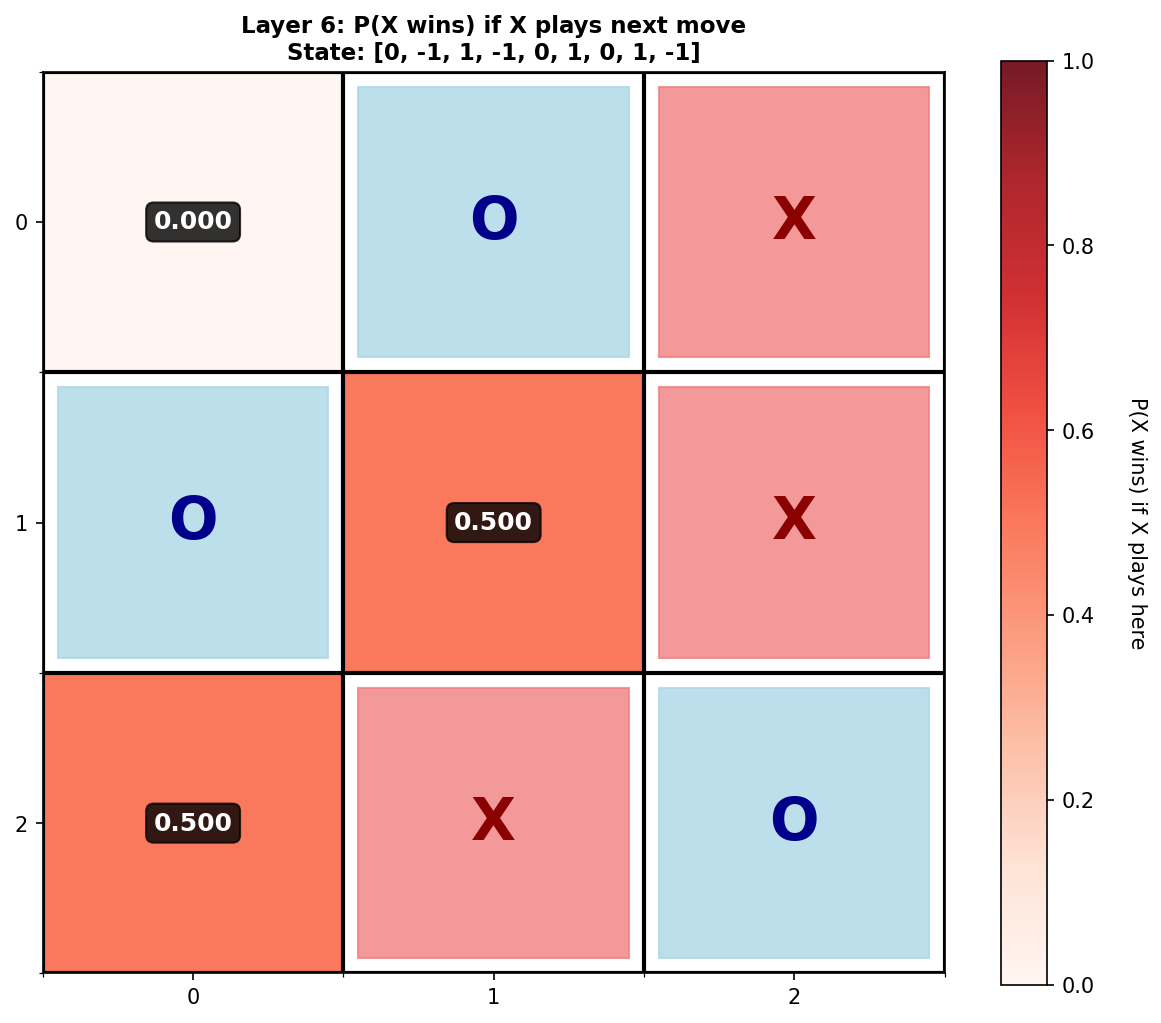 Layer 6: P(X wins) if X plays next move
State: [0, -1, 1, -1, 0, 1, 0, 1, -1]
0.000
O
X
O
0.500
X
0.500
X
O
0
1
2
0
1
2
1.0
0.8
0.6
0.4
0.2
0.0
P(X wins) if X plays here